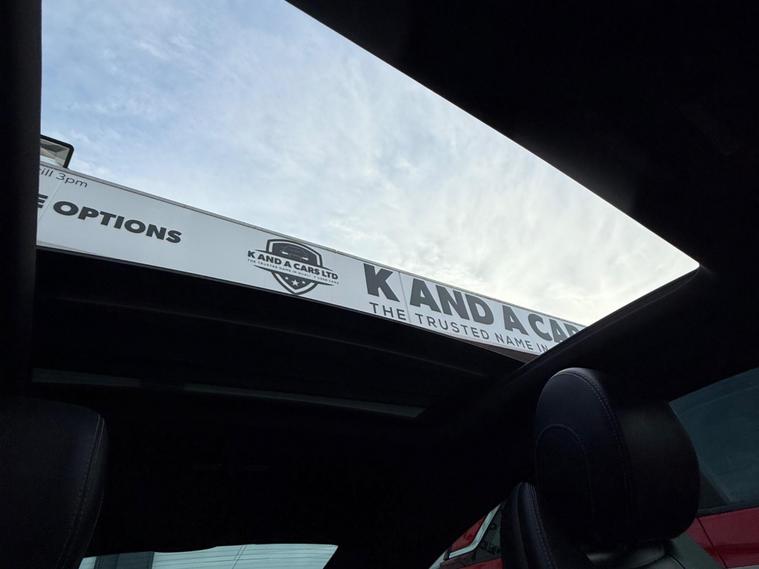 till 3pm
E OPTIONS
K AND A CARS LTD
K AND A CAR
THE TRUSTED NAME IN